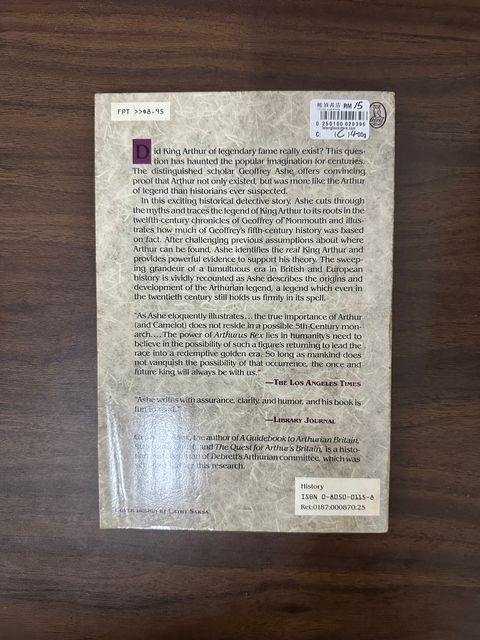 FPT >>$8.95
RM 15
0 250100 020395
C:
Did King Arthur of legendary fame really exist? This ques-
tion has haunted the popular imagination for centuries.
The distinguished scholar Geoffrey Ashe offers convincing
proof that Arthur not only existed, but was more like the Arthur
of legend than historians ever suspected.
In this exciting historical detective story, Ashe cuts through
the myths and traces the legend of King Arthur to its roots in the
twelfth-century chronicles of Geoffrey of Monmouth and illus-
trates how much of Geoffrey's fifth-century history was based
on fact. After challenging previous assumptions about where
Arthur can be found, Ashe identifies the real King Arthur and
provides powerful evidence to support his theory. The sweep-
ing grandeur of a tumultuous era in British and European
history is vividly recounted as Ashe describes the origins and
development of the Arthurian legend, a legend which even in
the twentieth century still holds us firmly in its spell.
"As Ashe eloquently illustrates... the true importance of Arthur
(and Camelot) does not reside in a possible 5th-Century mon-
arch.... The power of Arthurus Rex lies in humanity's need to
believe in the possibility of such a figure's returning to lead the
race into a redemptive golden era. So long as mankind does
not vanquish the possibility of that occurrence, the once and
future king will always be with us."
—The Los Angeles Times
"Ashe writes with assurance, clarity, and humor, and his book is
fun to read."
—Library Journal
the author of A Guidebook to Arthurian Britain,
and The Quest for Arthur's Britain, is a histo-
of Debrett's Arthurian committee, which was
this research.
History
ISBN 0-8050-0115-8
Ret:0187:000870:25
Cover design by Cathy Saksa